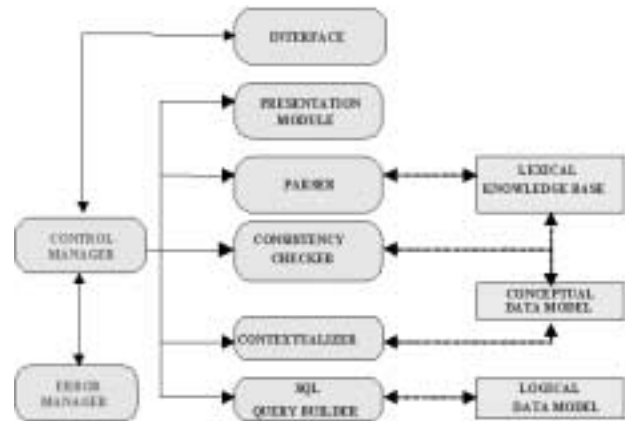 INTERFACE
PRESENTATION
MODULE
PARSER
LEXICAL
KNOWLEDGE BASE
CONTROL
MANAGER
CONSISTENCY
CHECKER
CONCEPTUAL
DATA MODEL
CONTEXTUALIZER
ERROR
MANAGER
SQL
QUERY BUILDER
LOGICAL
DATA MODEL